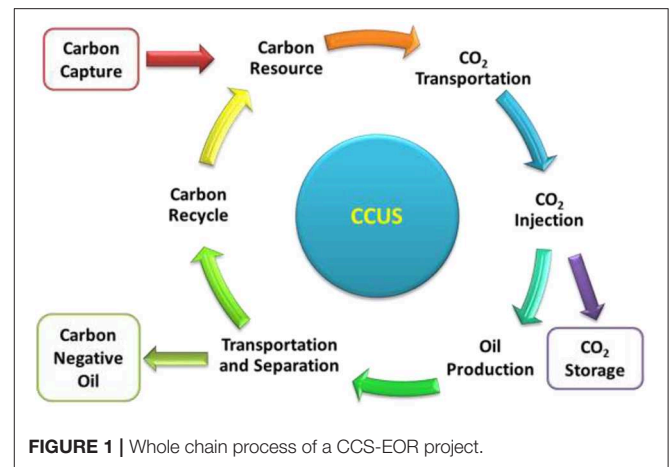 Carbon
Capture
Carbon
Resource
CO₂
Transportation
CO₂
Injection
CO₂
Storage
Oil
Production
Transportation
and Separation
Carbon
Negative
Oil
Carbon
Recycle
CCUS
FIGURE 1 | Whole chain process of a CCS-EOR project.